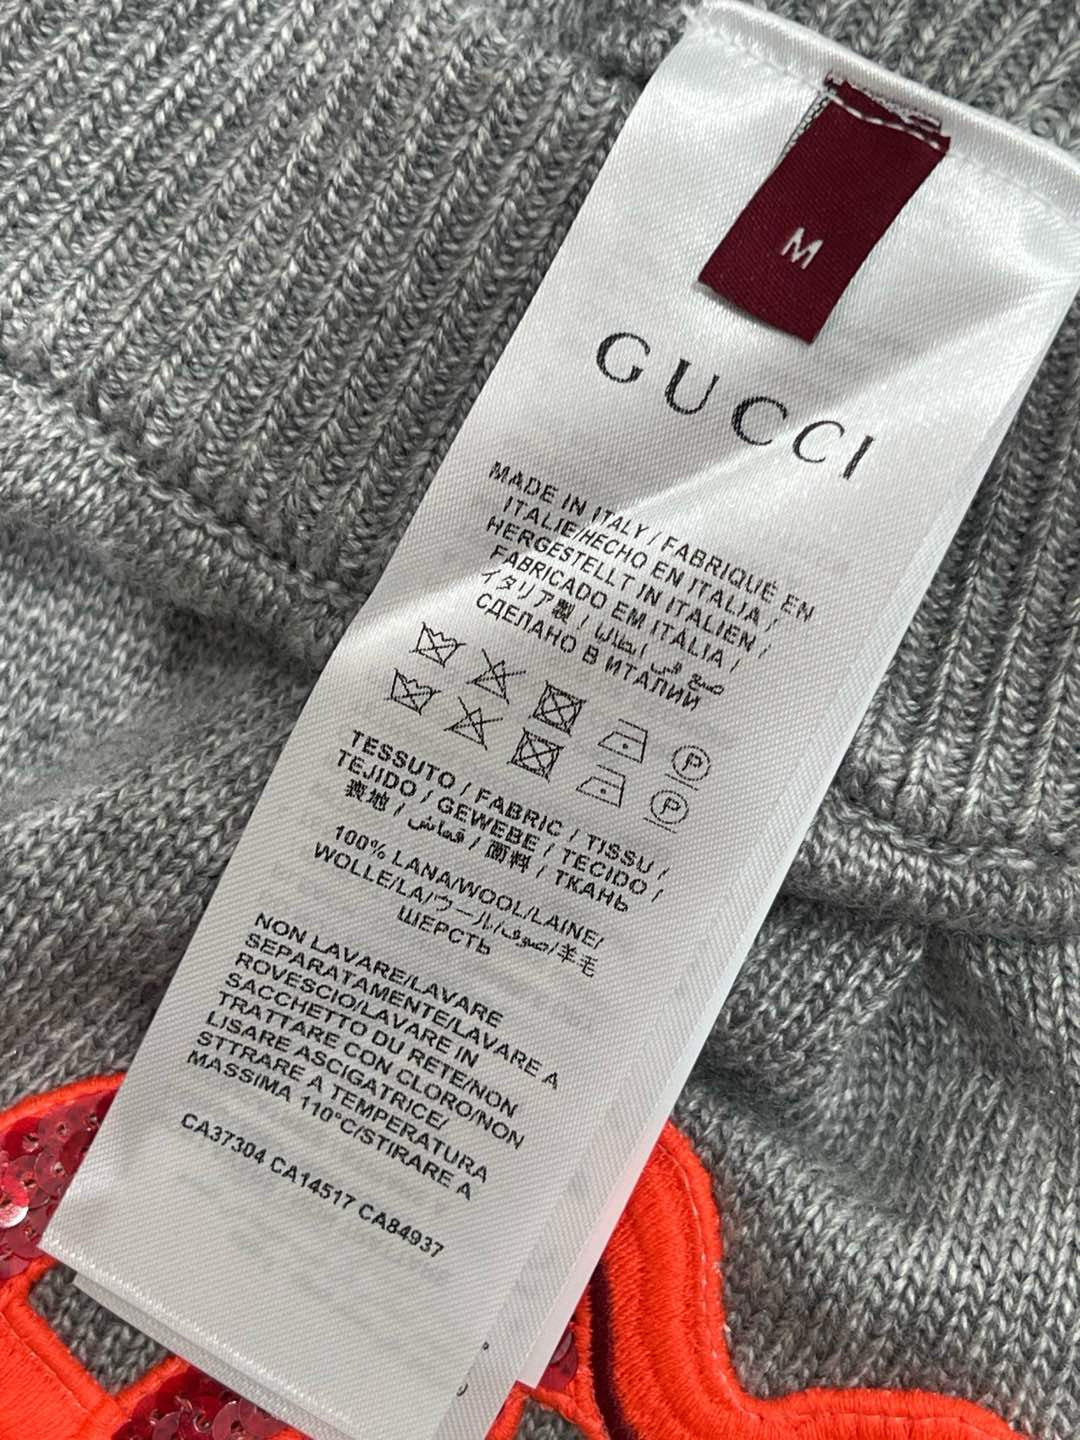 M
GUCCI
MADE IN ITALY / FABRIQUÉ EN
ITALIE/HECHO EN ITALIA /
HERGESTELLT IN ITALIEN /
FABRICADO EM ITÁLIA /
イタリア製 / صنع في ايطاليا /
СДЕЛАНО В ИТАЛИИ
P
P
TESSUTO / FABRIC / TISSU /
TEJIDO / GEWEBE / TECIDO /
表地 / قماش / 面料 / ТКАНЬ
100% LANA/WOOL/LAINE/
WOLLE/LA/ウール/صوف/羊毛
ШЕРСТЬ
NON LAVARE/LAVARE
SEPARATAMENTE/LAVARE A
ROVESCIO/LAVARE IN
SACCHETTO DU RETE/NON
TRATTARE CON CLORO/NON
LISARE ASCIGATRICE/
STTRARE A TEMPERATURA
MASSIMA 110°C/STIRARE A
CA37304 CA14517 CA84937